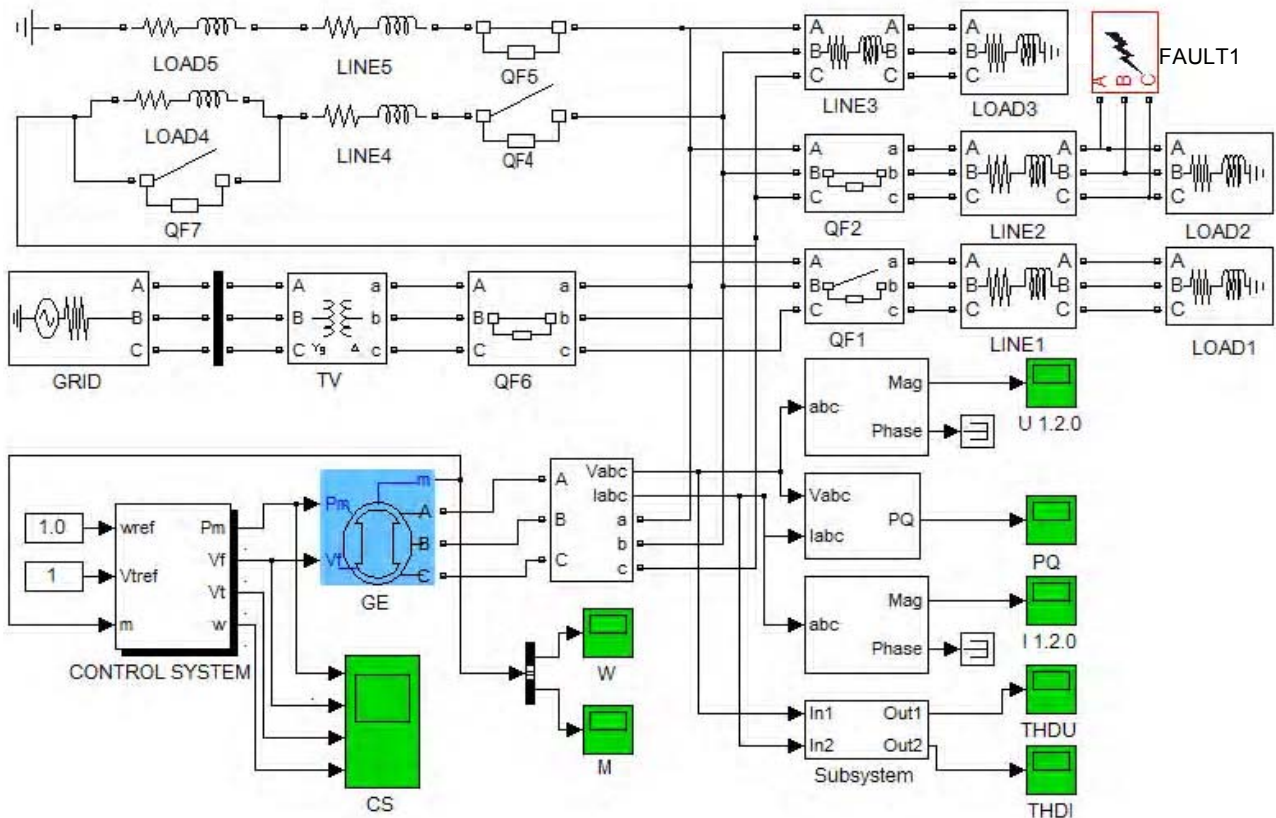 LOAD5
LINE5
QF5
LOAD4
LINE4
QF4
QF7
A A
B B
C C
LINE3
A
B
C
LOAD3
FAULT1
A B C
A a
B b
C c
QF2
A A
B B
C C
LINE2
A
B
C
LOAD2
A a
B b
C c
QF1
A A
B B
C C
LINE1
A
B
C
LOAD1
A
B
C
GRID
A a
B b
C c
Yg Δ
TV
A a
B b
C c
QF6
1.0
1
wref Pm
Vtref Vf
Vt
m w
CONTROL SYSTEM
Pm m
A
B
Vf C
GE
A Vabc
Iabc
B a
b
C c
abc Mag
Phase
U 1.2.0
Vabc PQ
Iabc
PQ
abc Mag
Phase
I 1.2.0
In1 Out1
In2 Out2
Subsystem
THDU
THDI
W
M
CS